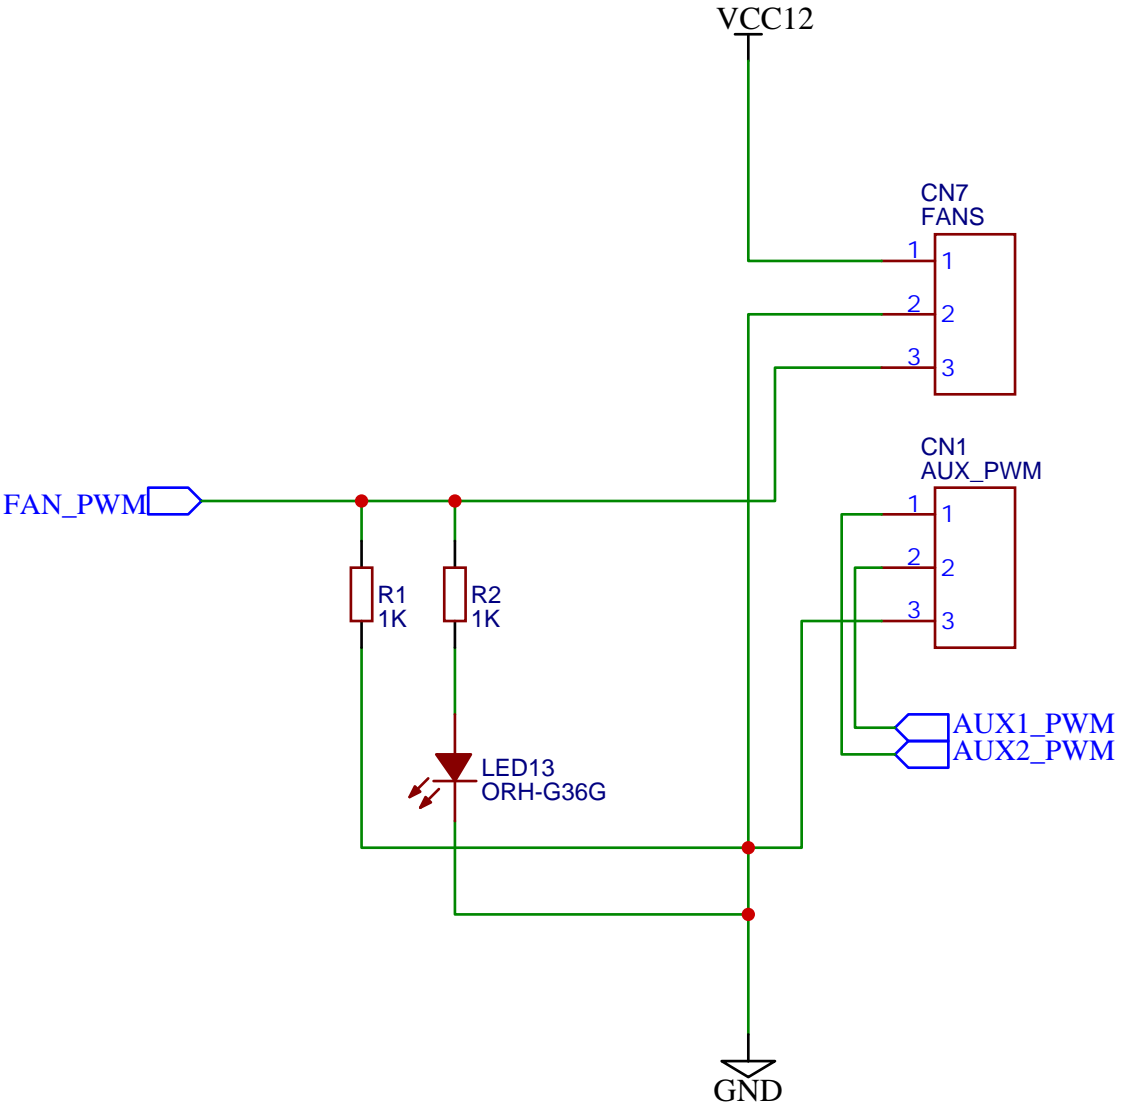 VCC12
CN7
FANS
1 1
2 2
3 3
CN1
AUX_PWM
1 1
2 2
3 3
FAN_PWM
R1
1K
R2
1K
AUX1_PWM
AUX2_PWM
LED13
ORH-G36G
GND